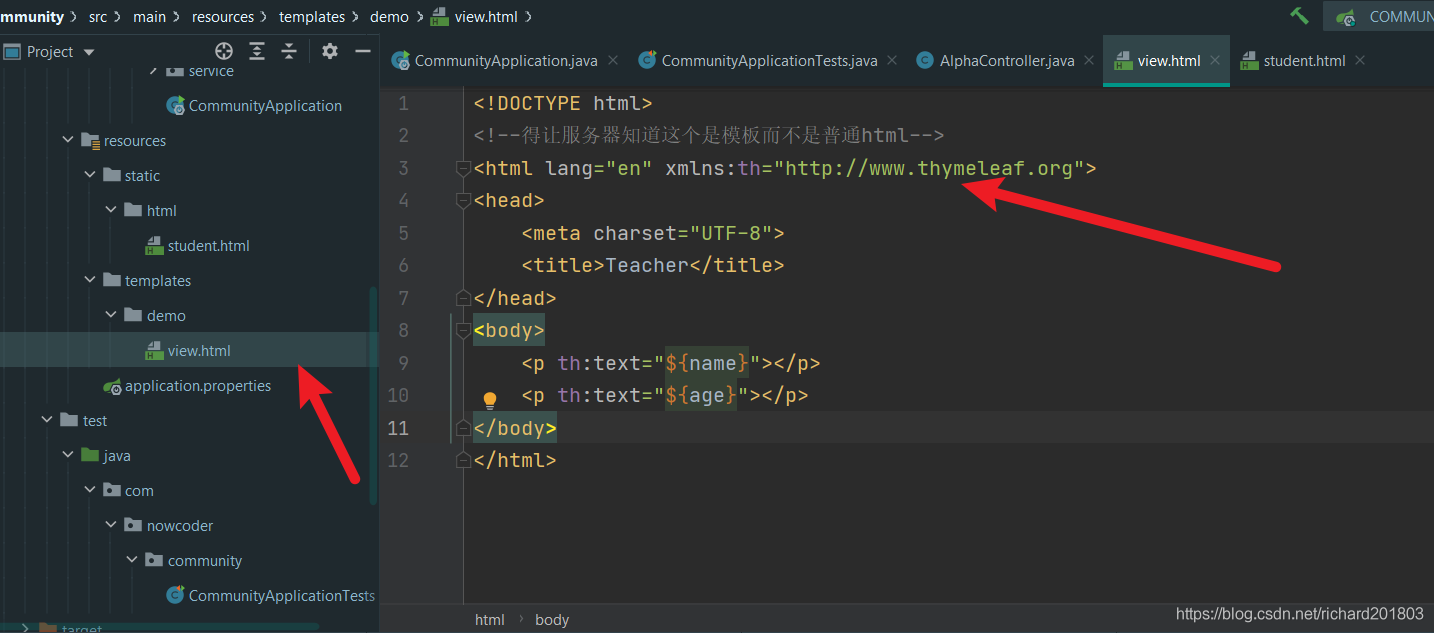 mmunity 〉 src 〉 main 〉 resources 〉 templates 〉 demo 〉 view.html 〉
COMMUN
Project
CommunityApplication.java × CommunityApplicationTests.java × AlphaController.java × view.html × student.html ×
service
CommunityApplication
resources
static
html
student.html
templates
demo
view.html
application.properties
test
java
com
nowcoder
community
CommunityApplicationTests
target
1 <!DOCTYPE html>
2 <!--得让服务器知道这个是模板而不是普通html-->
3 <html lang="en" xmlns:th="http://www.thymeleaf.org">
4 <head>
5 <meta charset="UTF-8">
6 <title>Teacher</title>
7 </head>
8 <body>
9 <p th:text="${name}"></p>
10 <p th:text="${age}"></p>
11 </body>
12 </html>
html 〉 body
https://blog.csdn.net/richard201803